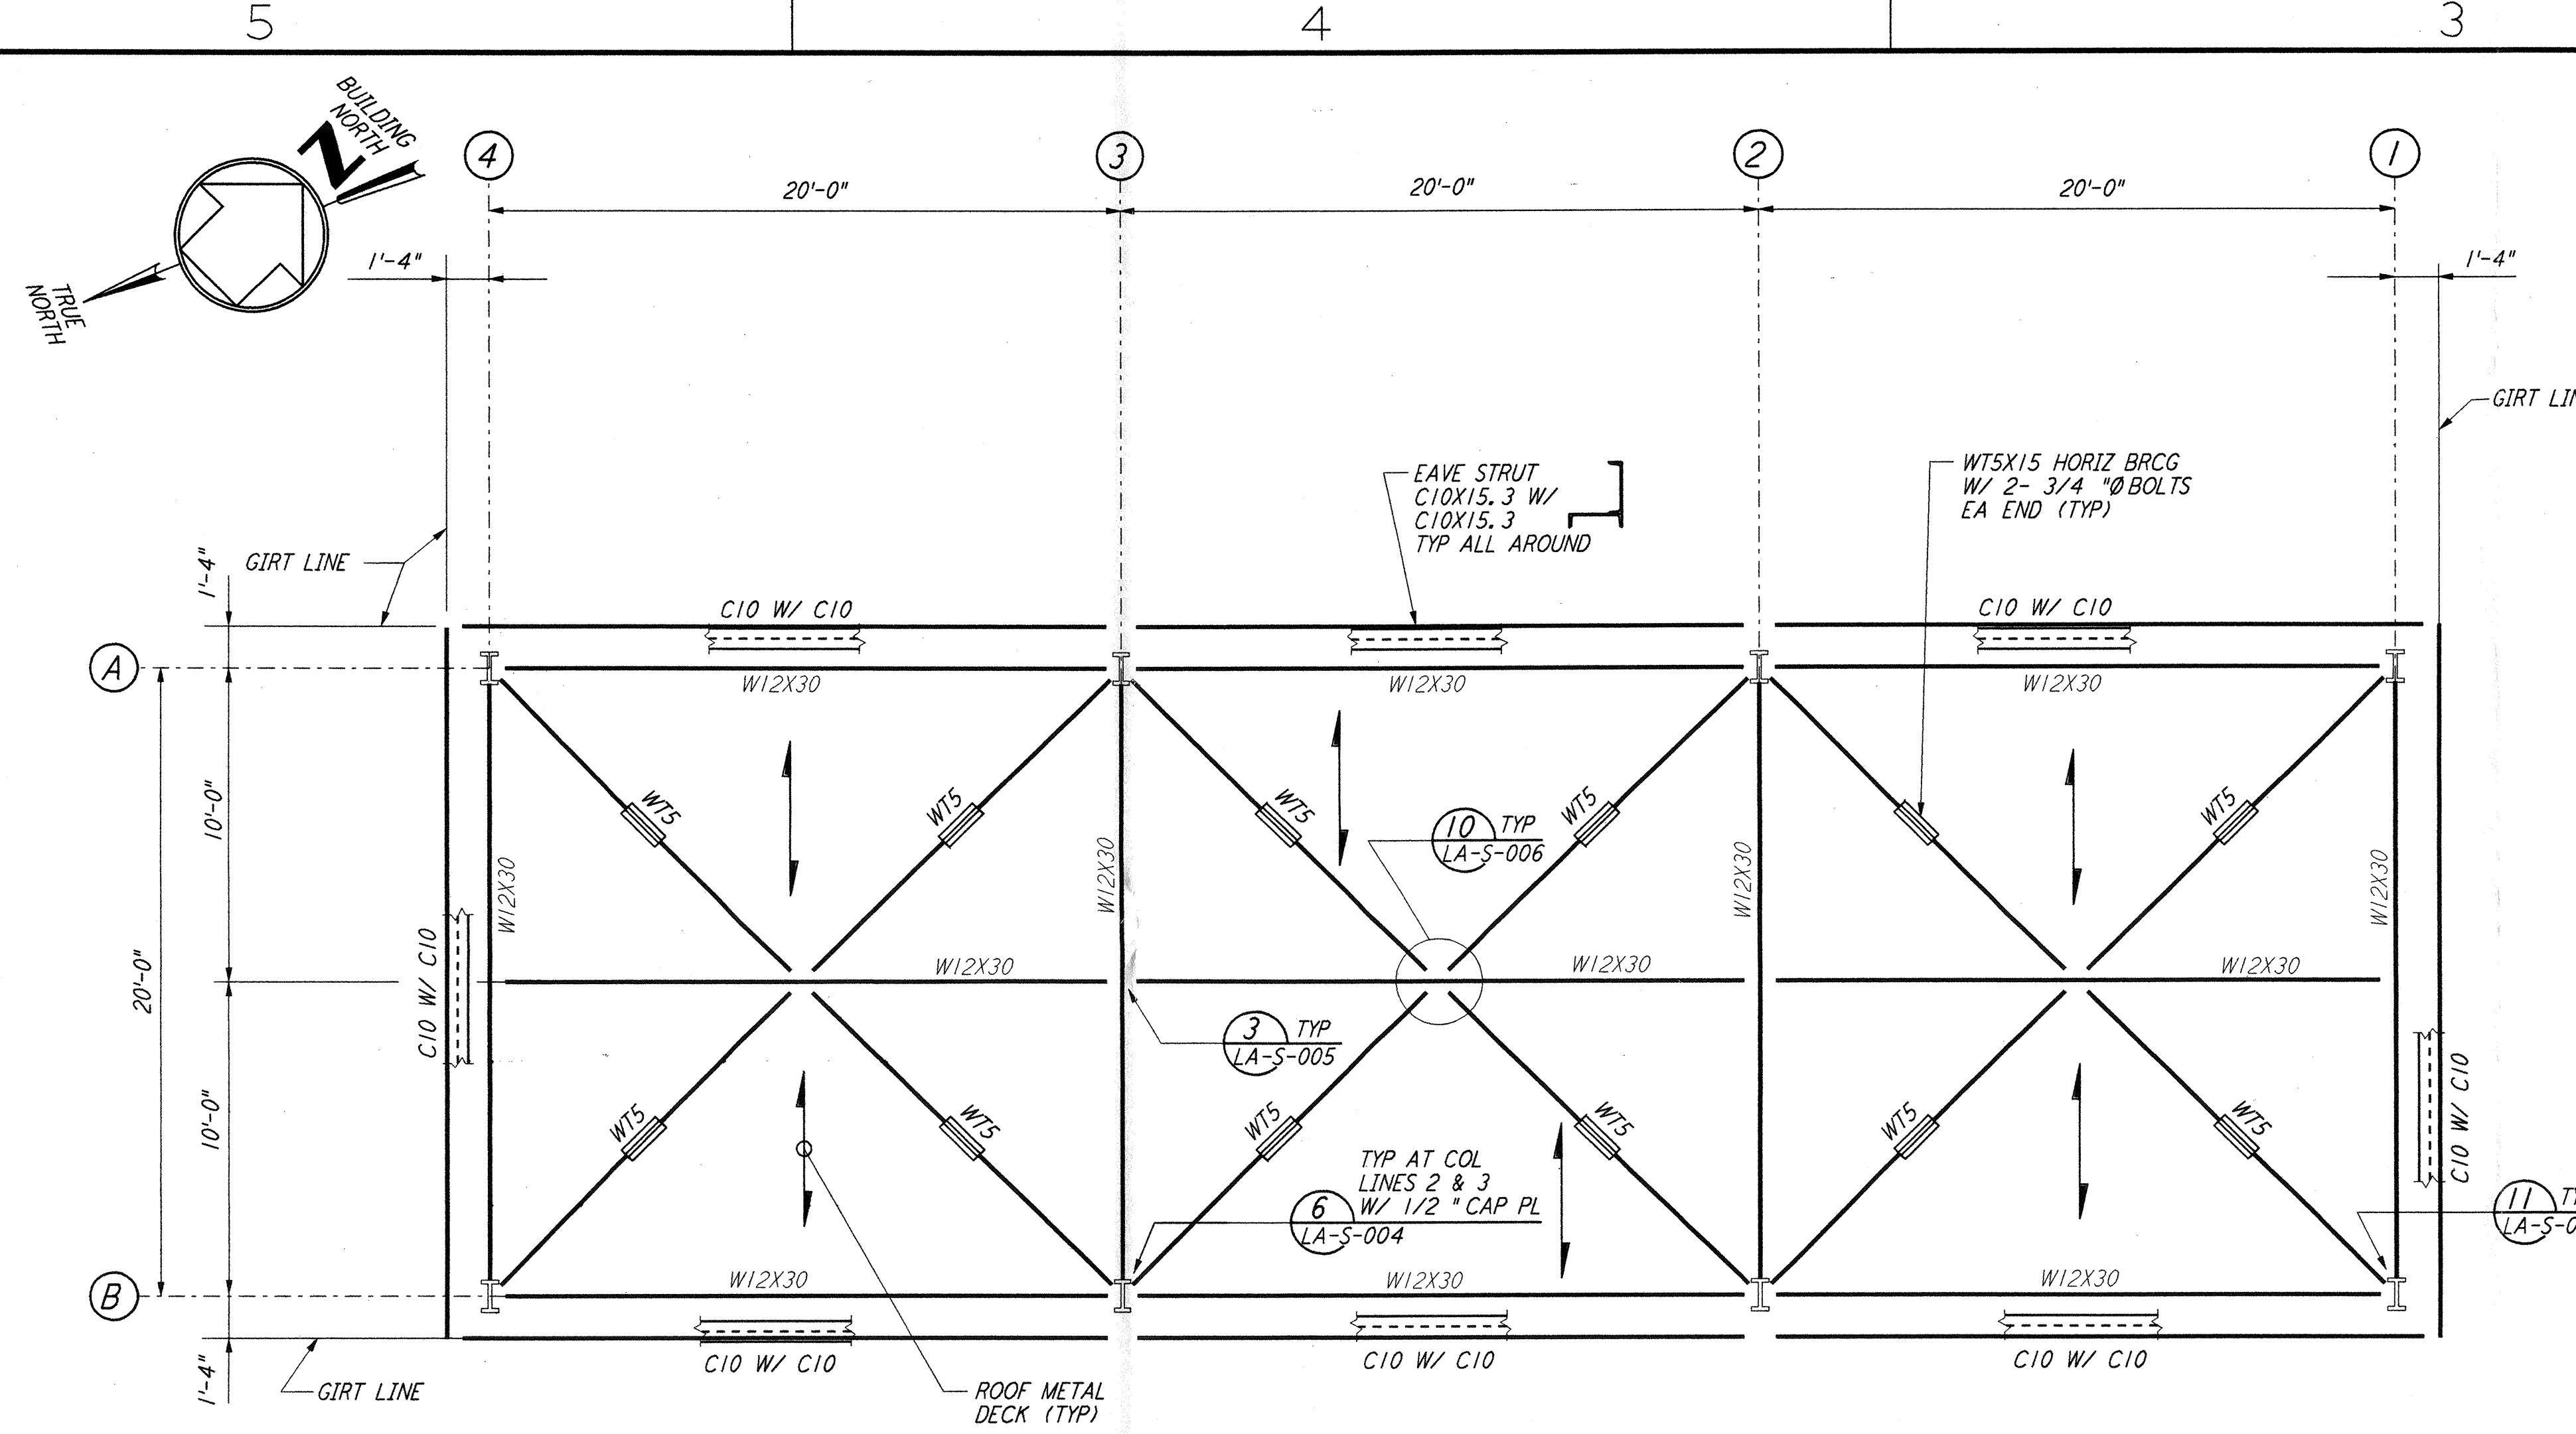 5
4
3
BUILDING
NORTH
N
TRUE
NORTH
4
3
2
1
20'-0"
20'-0"
20'-0"
1'-4"
1'-4"
GIRT
EAVE STRUT
C10X15.3 W/
C10X15.3
TYP ALL AROUND
WT5X15 HORIZ BRCG
W/ 2- 3/4 "Ø BOLTS
EA END (TYP)
1'-4"
GIRT LINE
C10 W/ C10
C10 W/ C10
A
W12X30
W12X30
W12X30
10'-0"
WT5
WT5
WT5
WT5
WT5
10 TYP
LA-S-006
W12X30
W12X30
W12X30
W12X30
20'-0"
C10 W/ C10
W12X30
W12X30
W12X30
3 TYP
LA-S-005
10'-0"
WT5
WT5
WT5
WT5
WT5
WT5
C10 W/ C10
TYP AT COL
LINES 2 & 3
W/ 1/2 " CAP PL
6
LA-S-004
11
B
W12X30
W12X30
W12X30
1'-4"
C10 W/ C10
C10 W/ C10
C10 W/ C10
GIRT LINE
ROOF METAL
DECK (TYP)